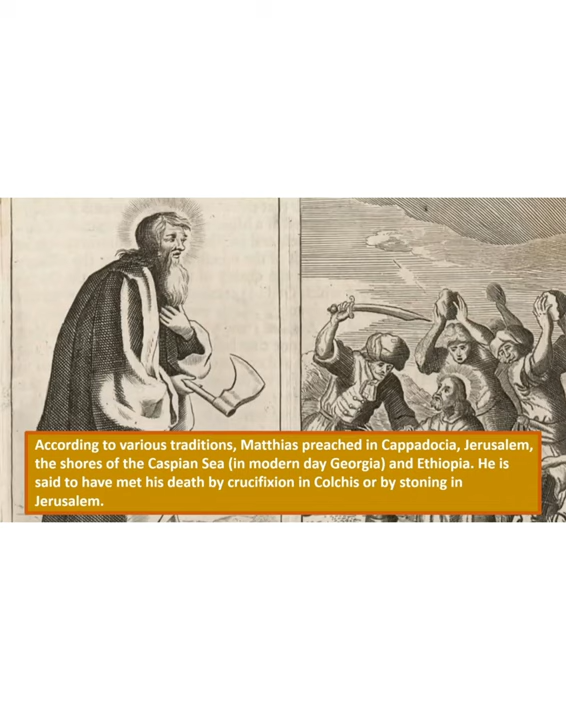 According to various traditions, Matthias preached in Cappadocia, Jerusalem,
the shores of the Caspian Sea (in modern day Georgia) and Ethiopia. He is
said to have met his death by crucifixion in Colchis or by stoning in
Jerusalem.